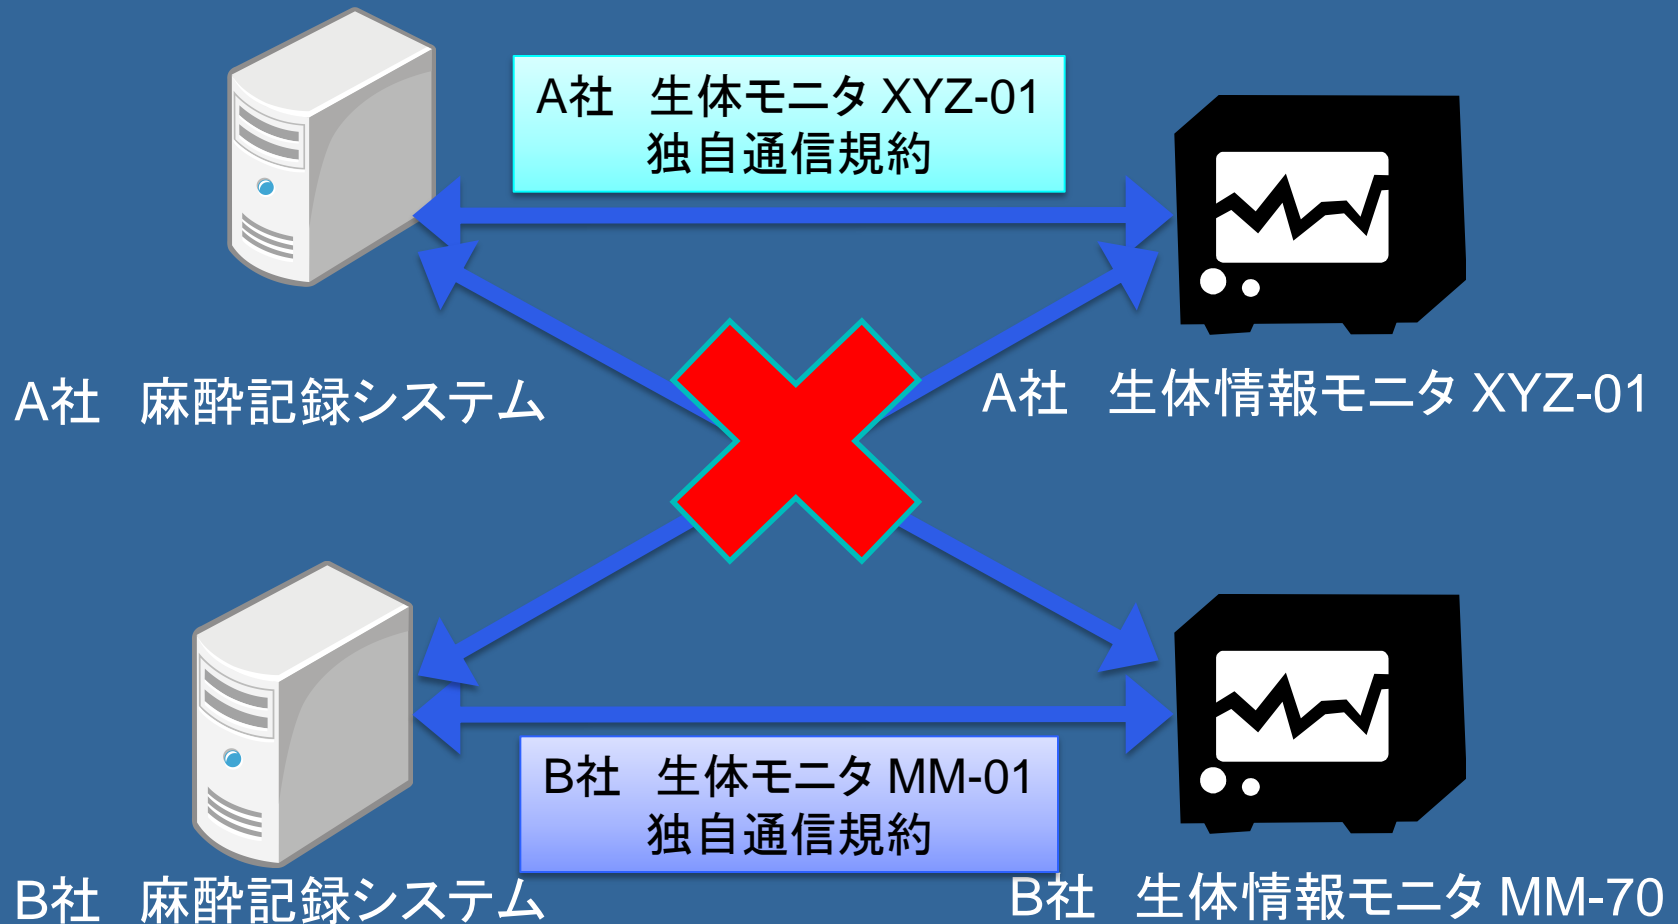 A社　生体モニタ XYZ-01
独自通信規約
A社　麻酔記録システム
A社　生体情報モニタ XYZ-01
B社　生体モニタ MM-01
独自通信規約
B社　麻酔記録システム
B社　生体情報モニタ MM-70